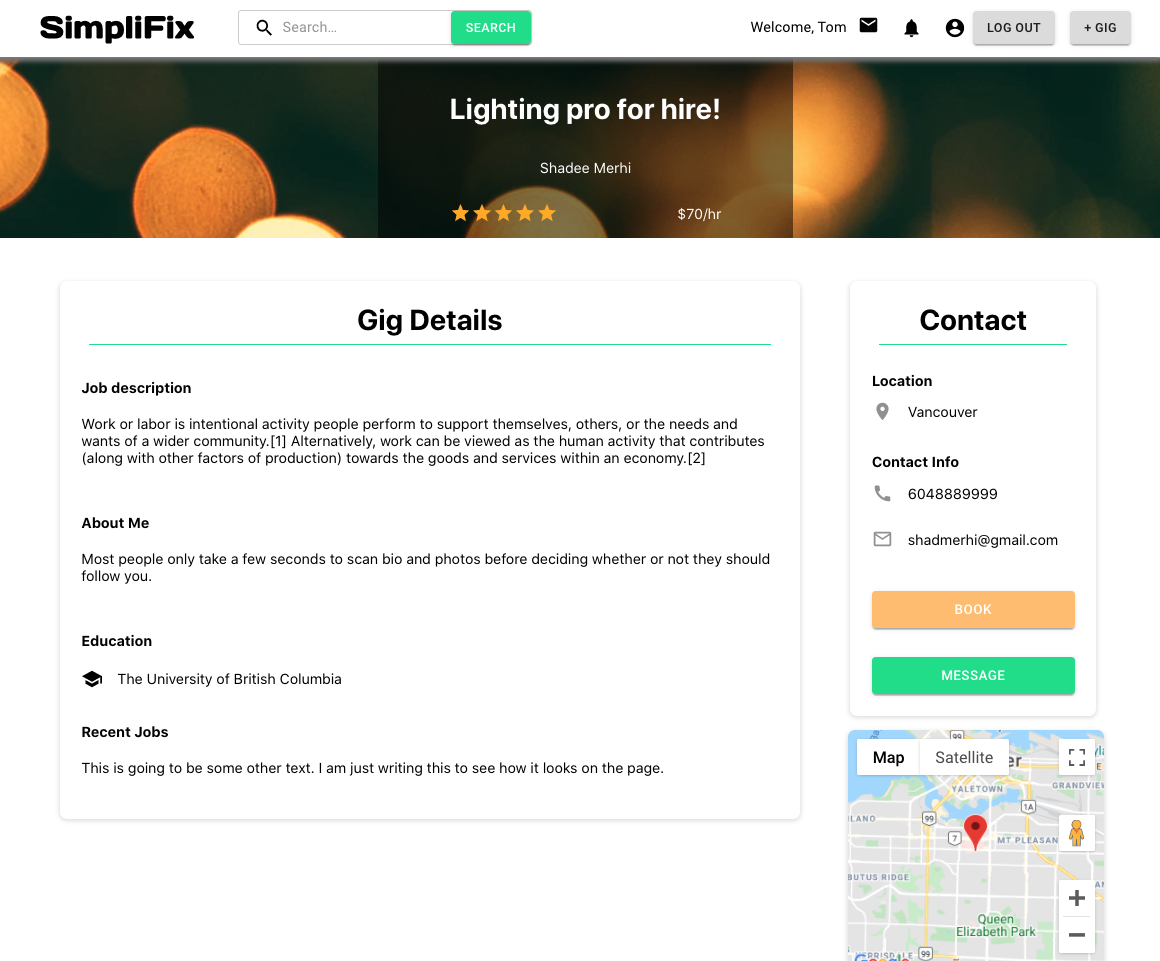 SimpliFix
Search...
SEARCH
Welcome, Tom
LOG OUT
+ GIG
Lighting pro for hire!
Shadee Merhi
$70/hr
Gig Details
Job description
Work or labor is intentional activity people perform to support themselves, others, or the needs and
wants of a wider community.[1] Alternatively, work can be viewed as the human activity that contributes
(along with other factors of production) towards the goods and services within an economy.[2]
About Me
Most people only take a few seconds to scan bio and photos before deciding whether or not they should
follow you.
Education
The University of British Columbia
Recent Jobs
This is going to be some other text. I am just writing this to see how it looks on the page.
Contact
Location
Vancouver
Contact Info
6048889999
shadmerhi@gmail.com
BOOK
MESSAGE
Map
Satellite
99
YALETOWN
GRANDVIEW
1A
99
7
MT PLEASAN
BUTUS RIDGE
Queen
Elizabeth Park
99
Google